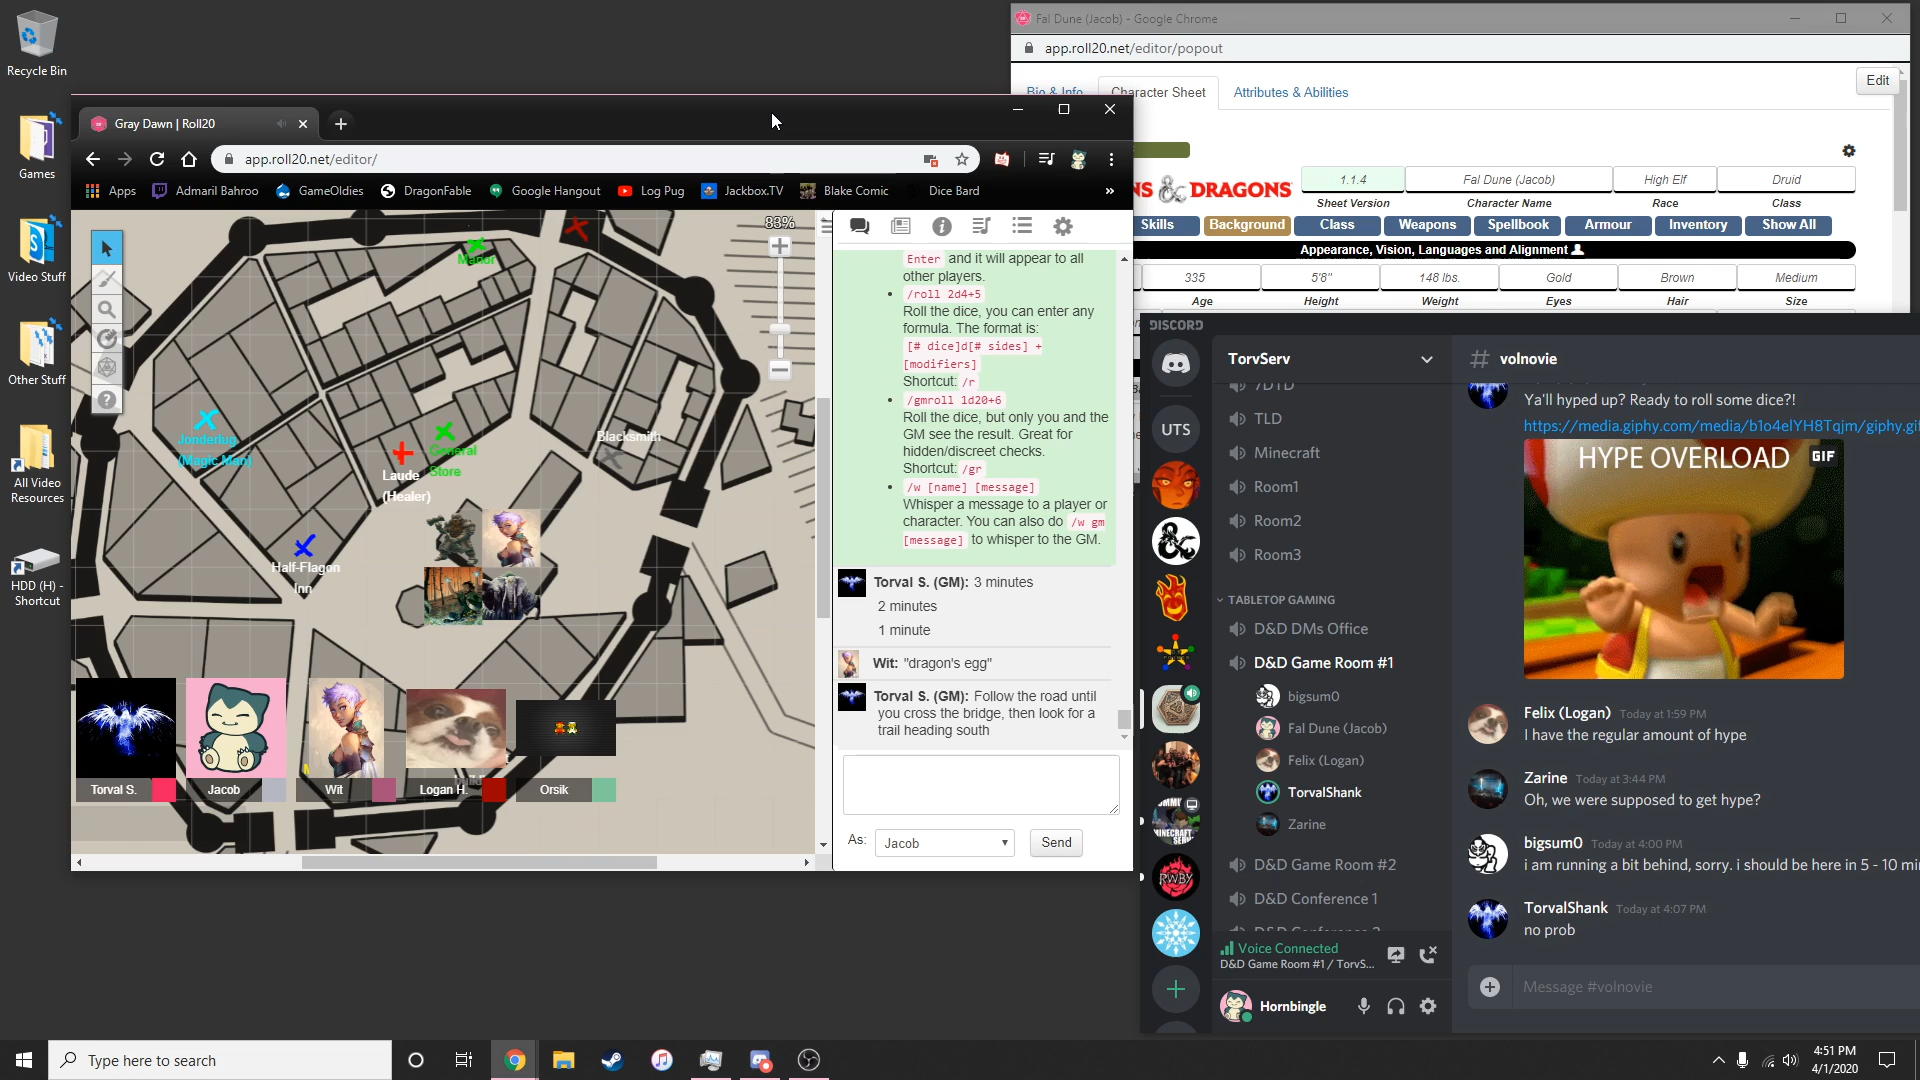 Recycle Bin
Games
Video Stuff
Other Stuff
All Video
Resources
HDD (H) -
Shortcut
Fal Dune (Jacob) - Google Chrome
app.roll20.net/editor/popout
Bio & Info
Character Sheet
Attributes & Abilities
Edit
NS & DRAGONS
1.1.4
Fal Dune (Jacob)
High Elf
Druid
Sheet Version
Character Name
Race
Class
Skills
Background
Class
Weapons
Spellbook
Armour
Inventory
Show All
Appearance, Vision, Languages and Alignment
335
5'8"
148 lbs.
Gold
Brown
Medium
Age
Height
Weight
Eyes
Hair
Size
Gray Dawn | Roll20
app.roll20.net/editor/
Apps
Admaril Bahroo
GameOldies
DragonFable
Google Hangout
Log Pug
Jackbox.TV
Blake Comic
Dice Bard
»
83%
Manor
Jonderlug
(Magic Man)
General
Store
Laude
(Healer)
Blacksmith
Half-Flagon
Inn
Torval S.
Jacob
Wit
Logan H.
Orsik
Enter and it will appear to all
other players.
/roll 2d4+5
Roll the dice, you can enter any
formula. The format is:
[# dice]d[# sides] +
[modifiers]
Shortcut: /r
/gmroll 1d20+6
Roll the dice, but only you and the
GM see the result. Great for
hidden/discreet checks.
Shortcut: /gr
/w [name] [message]
Whisper a message to a player or
character. You can also do /w gm
[message] to whisper to the GM.
Torval S. (GM): 3 minutes
2 minutes
1 minute
Wit: "dragon's egg"
Torval S. (GM): Follow the road until
you cross the bridge, then look for a
trail heading south
As:
Jacob
Send
DISCORD
UTS
RWBY
TorvServ
7DTD
TLD
Minecraft
Room1
Room2
Room3
TABLETOP GAMING
D&D DMs Office
D&D Game Room #1
bigsum0
Fal Dune (Jacob)
Felix (Logan)
TorvalShank
Zarine
D&D Game Room #2
D&D Conference 1
D&D Conference 2
Voice Connected
D&D Game Room #1 / TorvS...
Hornbingle
# volnovie
Ya'll hyped up? Ready to roll some dice?!
https://media.giphy.com/media/b1o4elYH8Tqjm/giphy.gif
HYPE OVERLOAD
GIF
Felix (Logan) Today at 1:59 PM
I have the regular amount of hype
Zarine Today at 3:44 PM
Oh, we were supposed to get hype?
bigsum0 Today at 4:00 PM
i am running a bit behind, sorry. i should be here in 5 - 10 mi
TorvalShank Today at 4:07 PM
no prob
Message #volnovie
Type here to search
4:51 PM
4/1/2020